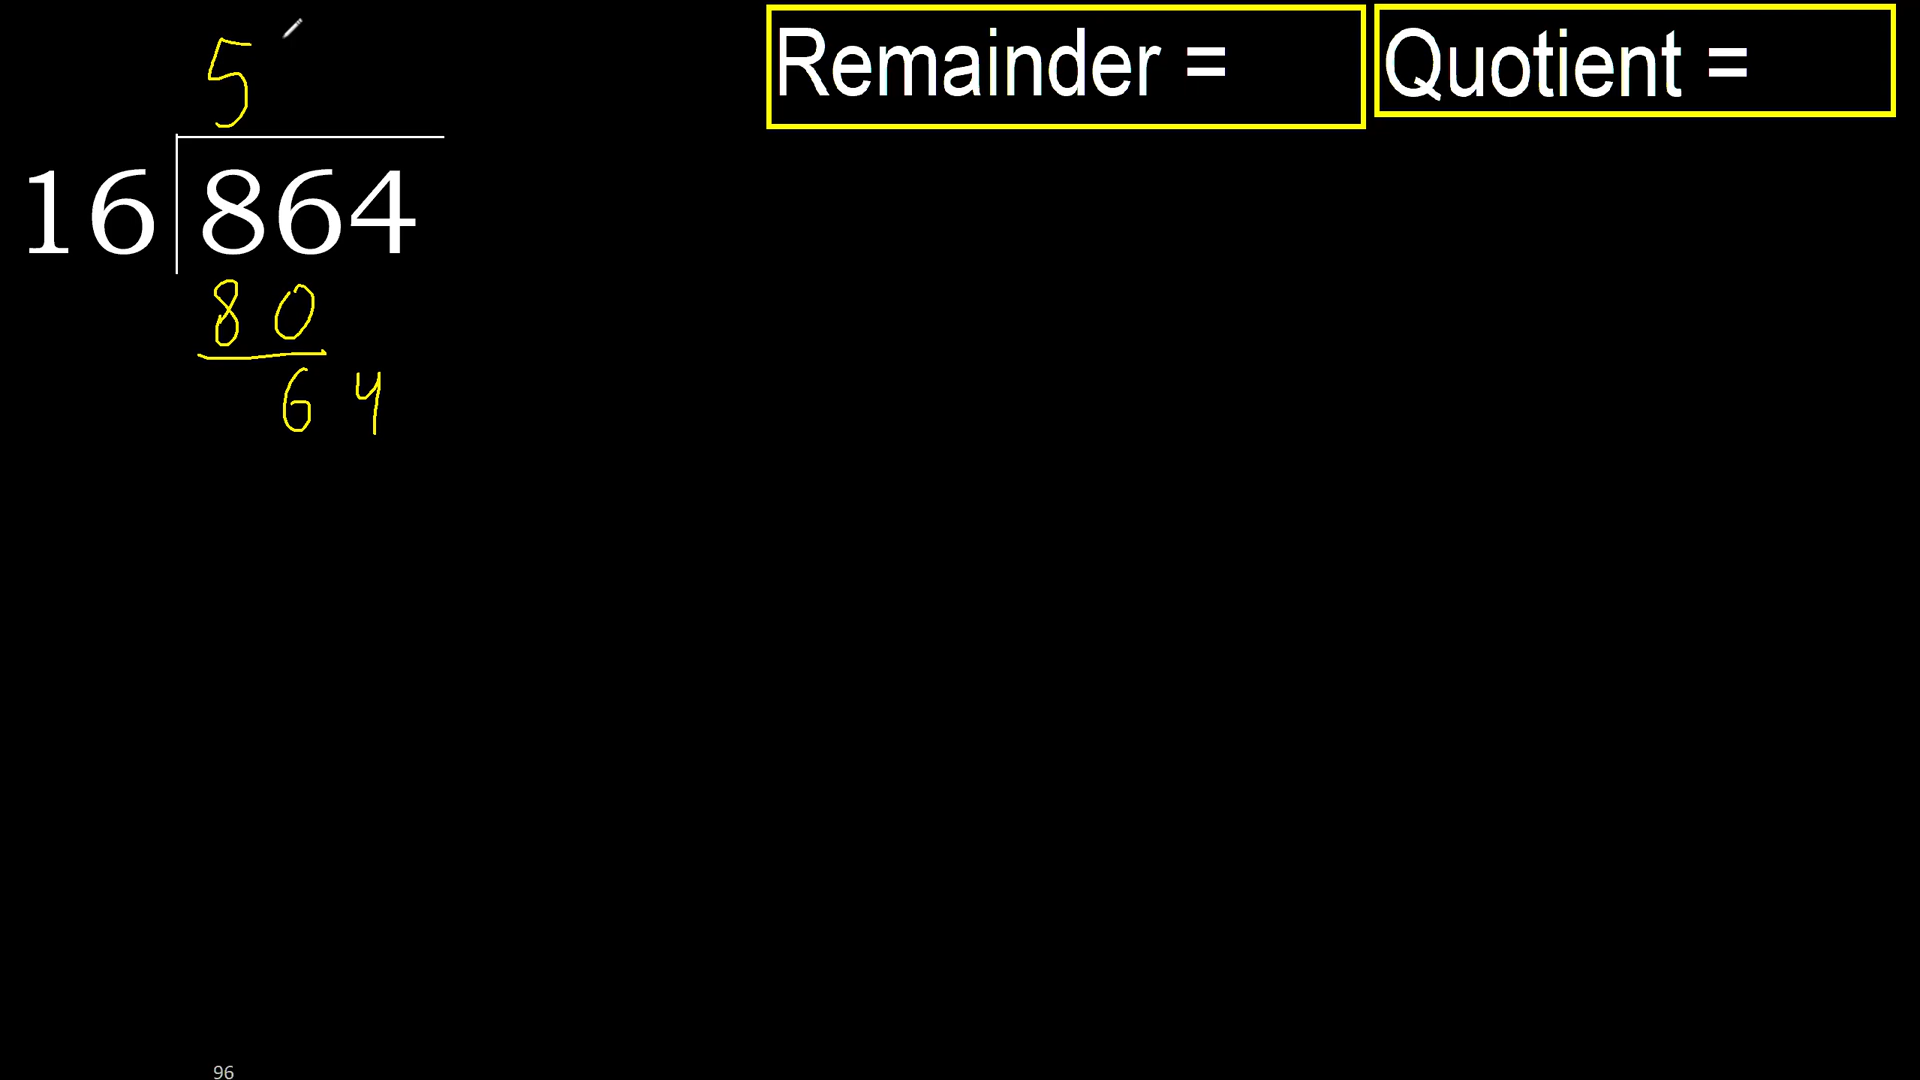 5
Remainder =
Quotient =
16 864
80
64
96